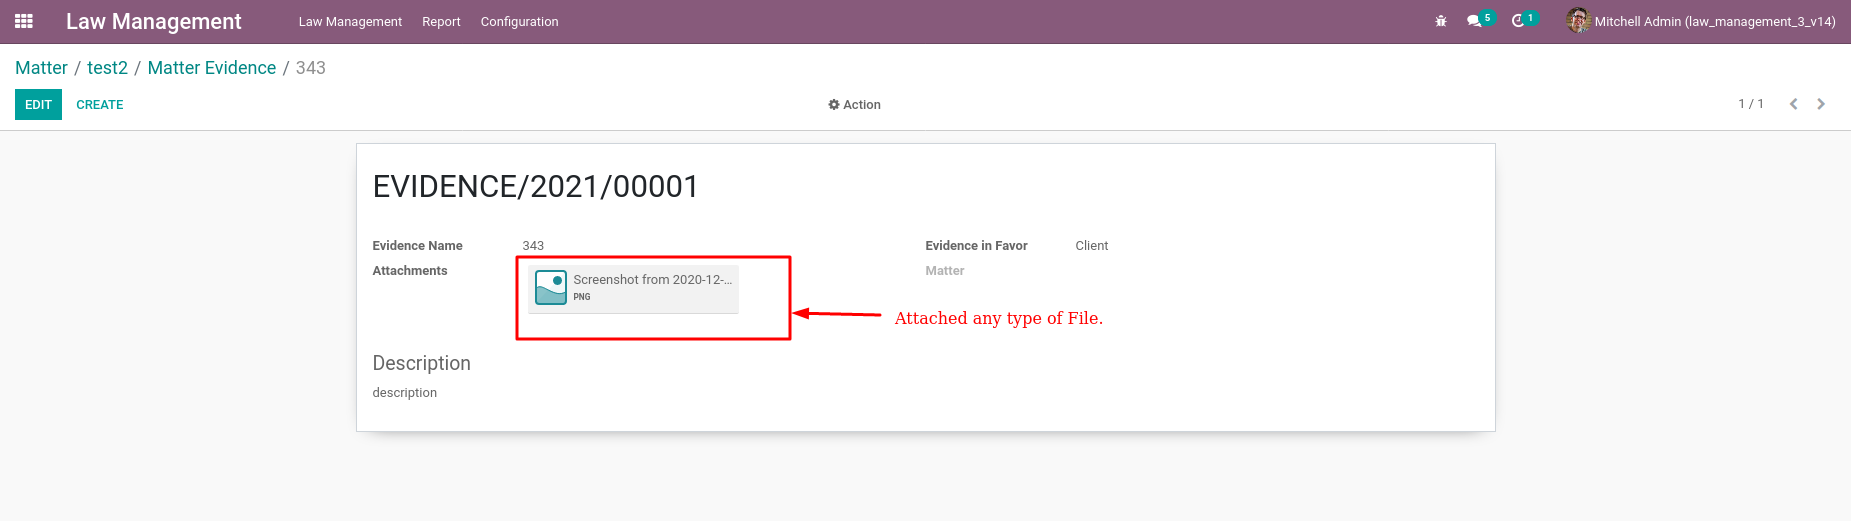 Law Management Law Management Report Configuration 5 1 Mitchell Admin (law_management_3_v14)
Matter / test2 / Matter Evidence / 343
EDIT CREATE Action 1 / 1
EVIDENCE/2021/00001
Evidence Name 343 Evidence in Favor Client
Attachments Matter
Screenshot from 2020-12-...
PNG
Attached any type of File.
Description
description